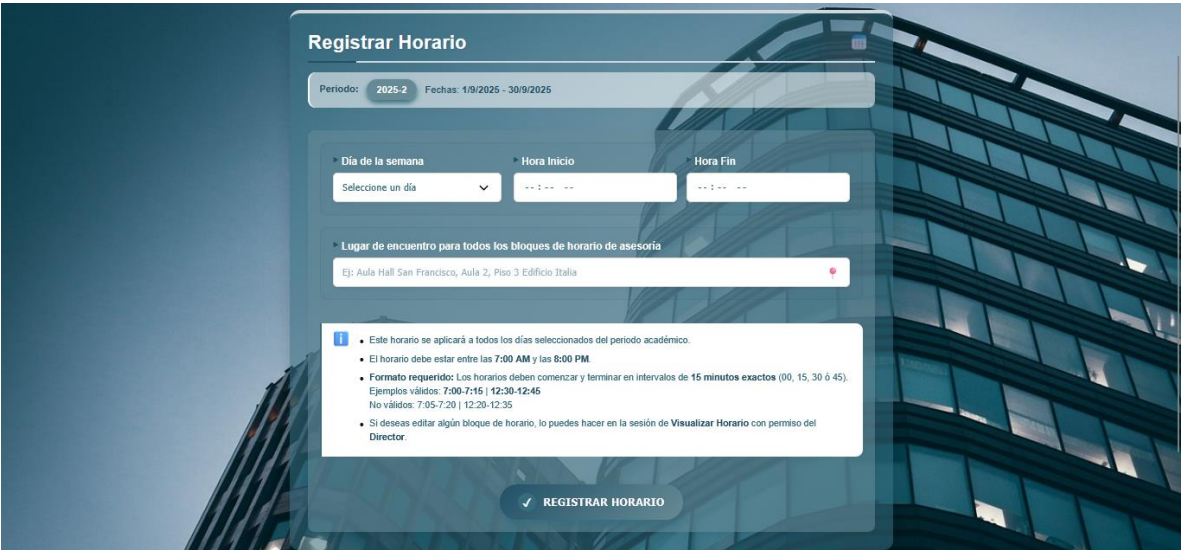 Registrar Horario
Periodo: 2025-2 Fechas: 1/9/2025 - 30/9/2025
Día de la semana Hora Inicio Hora Fin
Seleccione un día --:-- -- --:-- --
Lugar de encuentro para todos los bloques de horario de asesoría
Ej: Aula Hall San Francisco, Aula 2, Piso 3 Edificio Italia
i
• Este horario se aplicará a todos los días seleccionados del periodo académico.
• El horario debe estar entre las 7:00 AM y las 8:00 PM.
• Formato requerido: Los horarios deben comenzar y terminar en intervalos de 15 minutos exactos (00, 15, 30 ó 45).
Ejemplos válidos: 7:00-7:15 | 12:30-12:45
No válidos: 7:05-7:20 | 12:20-12:35
• Si deseas editar algún bloque de horario, lo puedes hacer en la sesión de Visualizar Horario con permiso del
Director.
✓ REGISTRAR HORARIO